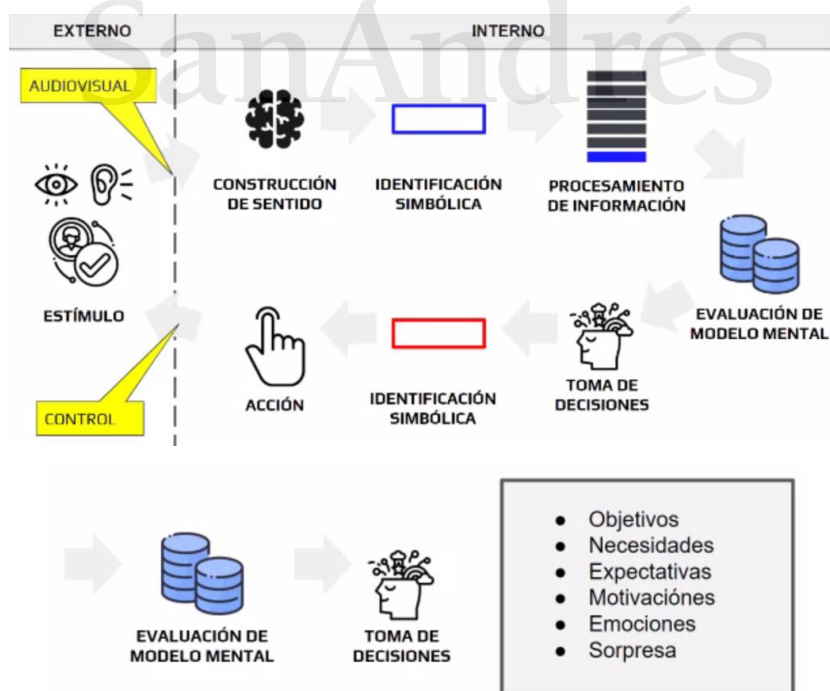 SanAndrés
EXTERNO
INTERNO
AUDIOVISUAL
CONSTRUCCIÓN
DE SENTIDO
IDENTIFICACIÓN
SIMBÓLICA
PROCESAMIENTO
DE INFORMACIÓN
ESTÍMULO
EVALUACIÓN DE
MODELO MENTAL
CONTROL
ACCIÓN
IDENTIFICACIÓN
SIMBÓLICA
TOMA DE
DECISIONES
EVALUACIÓN DE
MODELO MENTAL
TOMA DE
DECISIONES
● Objetivos
● Necesidades
● Expectativas
● Motivaciónes
● Emociones
● Sorpresa